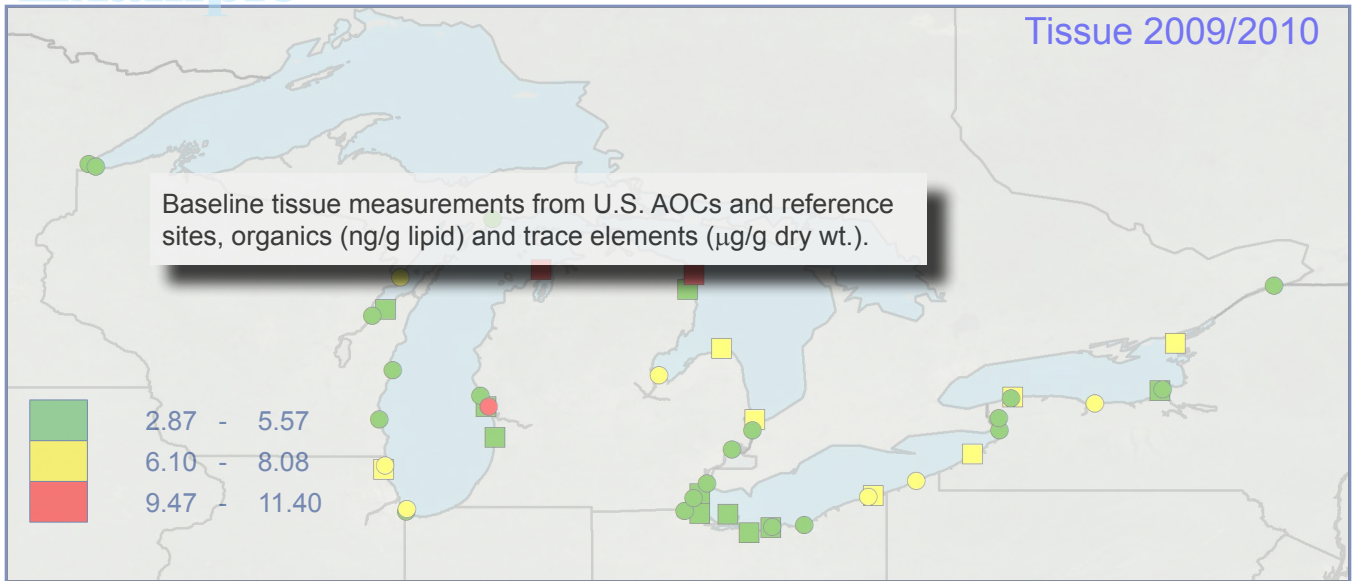 Tissue 2009/2010
Baseline tissue measurements from U.S. AOCs and reference
sites, organics (ng/g lipid) and trace elements (µg/g dry wt.).
2.87 - 5.57
6.10 - 8.08
9.47 - 11.40